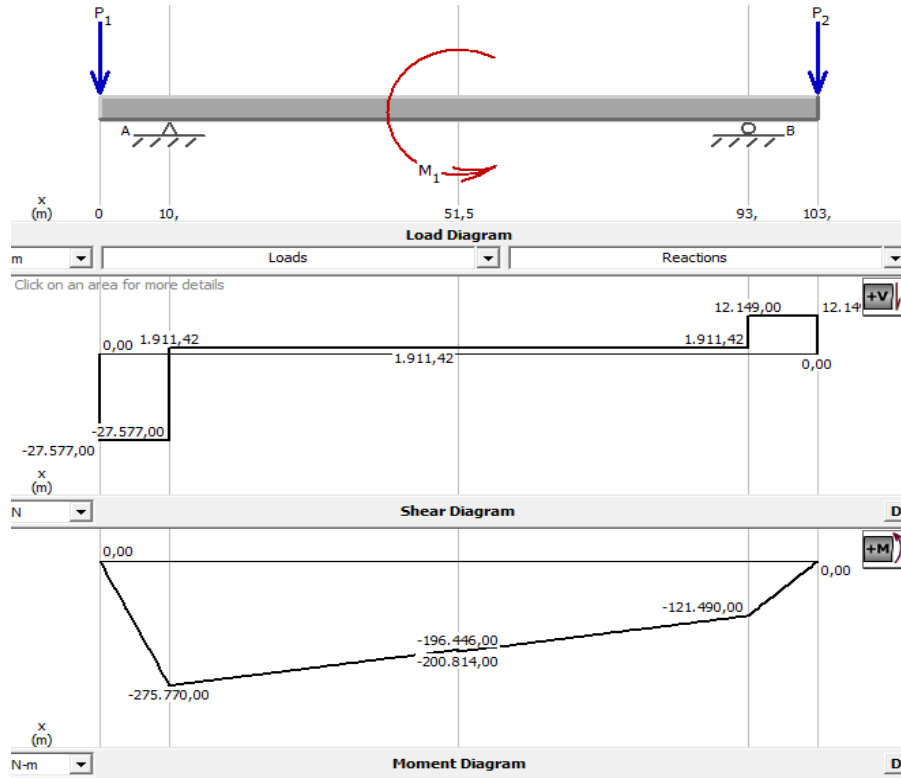 P1 P2
A B
M1
x
(m) 0 10, 51,5 93, 103,
Load Diagram
m Loads Reactions
Click on an area for more details
+V
12.149,00 12.14
0,00 1.911,42 1.911,42
1.911,42 0,00
-27.577,00
-27.577,00
x
(m)
N Shear Diagram D
0,00 +M
0,00
-121.490,00
-196.446,00
-200.814,00
-275.770,00
x
(m)
N-m Moment Diagram D